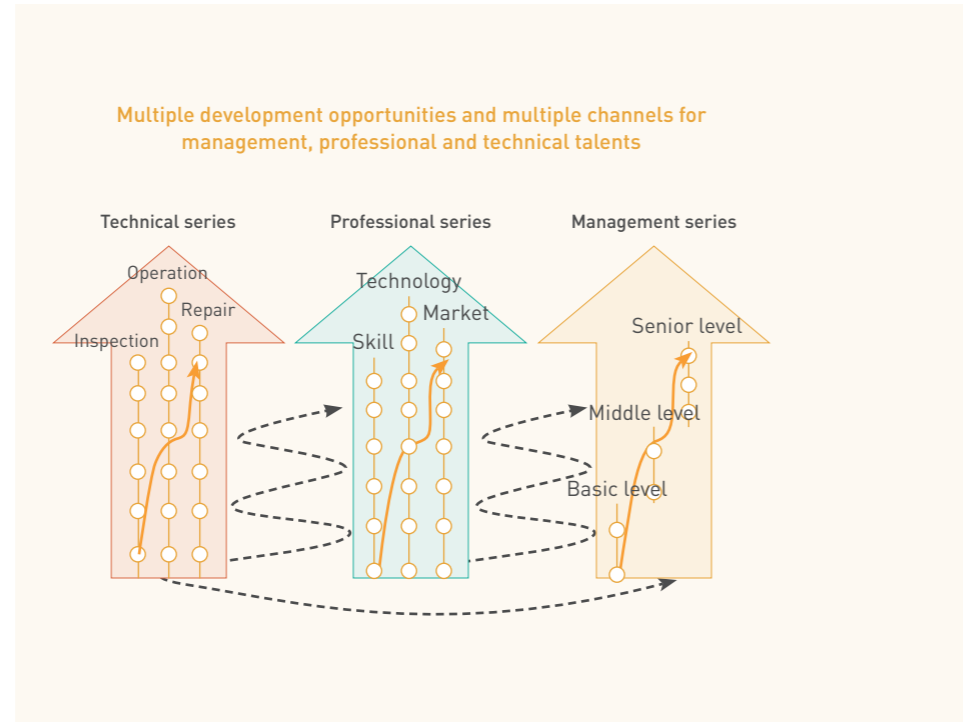 Multiple development opportunities and multiple channels for
management, professional and technical talents
Technical series
Professional series
Management series
Operation
Repair
Inspection
Technology
Market
Skill
Senior level
Middle level
Basic level